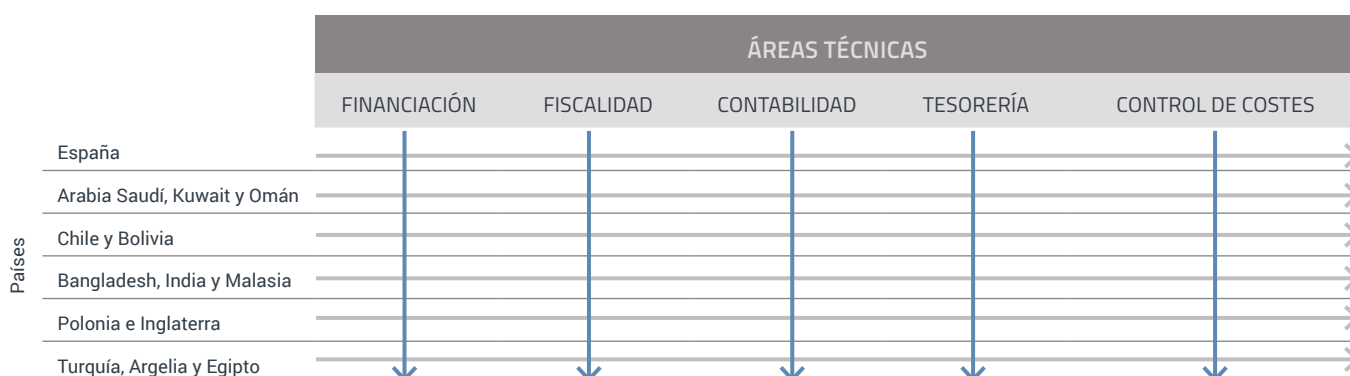 ÁREAS TÉCNICAS
FINANCIACIÓN FISCALIDAD CONTABILIDAD TESORERÍA CONTROL DE COSTES
Países
España
Arabia Saudí, Kuwait y Omán
Chile y Bolivia
Bangladesh, India y Malasia
Polonia e Inglaterra
Turquía, Argelia y Egipto